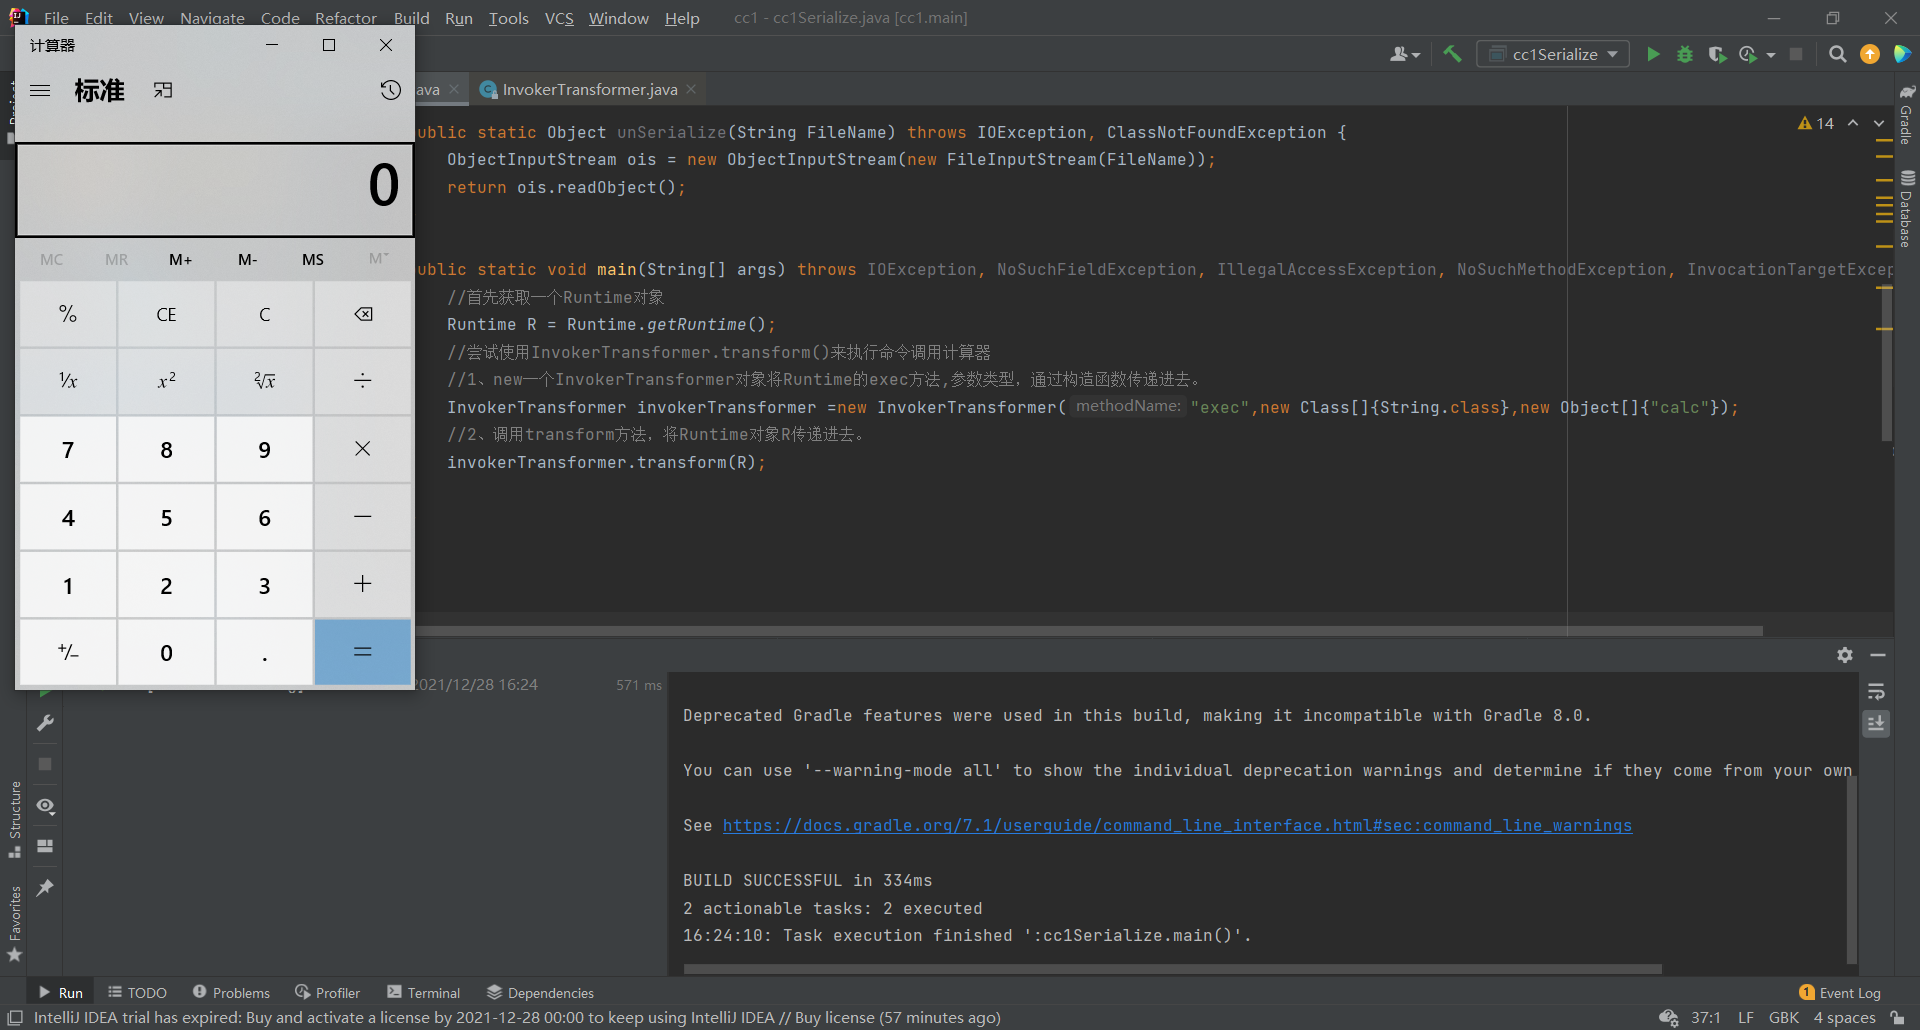 File Edit View Navigate Code Refactor Build Run Tools VCS Window Help cc1 - cc1Serialize.java [cc1.main]
cc1Serialize
计算器
标准
0
MC MR M+ M- MS M˅
% CE C
¹⁄x x² ²√x ÷
7 8 9 ×
4 5 6 −
1 2 3 +
+/− 0 . =
ava InvokerTransformer.java
14
ublic static Object unSerialize(String FileName) throws IOException, ClassNotFoundException {
ObjectInputStream ois = new ObjectInputStream(new FileInputStream(FileName));
return ois.readObject();
ublic static void main(String[] args) throws IOException, NoSuchFieldException, IllegalAccessException, NoSuchMethodException, InvocationTargetExcep
//首先获取一个Runtime对象
Runtime R = Runtime.getRuntime();
//尝试使用InvokerTransformer.transform()来执行命令调用计算器
//1、new一个InvokerTransformer对象将Runtime的exec方法,参数类型，通过构造函数传递进去。
InvokerTransformer invokerTransformer =new InvokerTransformer( methodName: "exec",new Class[]{String.class},new Object[]{"calc"});
//2、调用transform方法，将Runtime对象R传递进去。
invokerTransformer.transform(R);
Gradle
Database
2021/12/28 16:24 571 ms
Deprecated Gradle features were used in this build, making it incompatible with Gradle 8.0.
You can use '--warning-mode all' to show the individual deprecation warnings and determine if they come from your own
See https://docs.gradle.org/7.1/userguide/command_line_interface.html#sec:command_line_warnings
BUILD SUCCESSFUL in 334ms
2 actionable tasks: 2 executed
16:24:10: Task execution finished ':cc1Serialize.main()'.
Structure
Favorites
Run TODO Problems Profiler Terminal Dependencies 1 Event Log
IntelliJ IDEA trial has expired: Buy and activate a license by 2021-12-28 00:00 to keep using IntelliJ IDEA // Buy license (57 minutes ago) 37:1 LF GBK 4 spaces